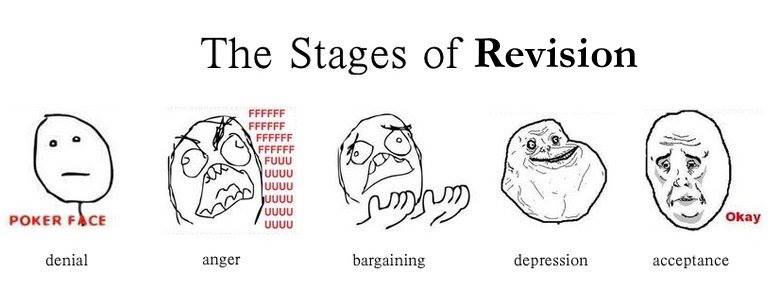 The Stages of Revision
POKER FACE
FFFFFF
FFFFFF
FFFFFF
FFFFFF
FUUU
UUUU
UUUU
UUUU
UUUU
UUUU
Okay
denial
anger
bargaining
depression
acceptance